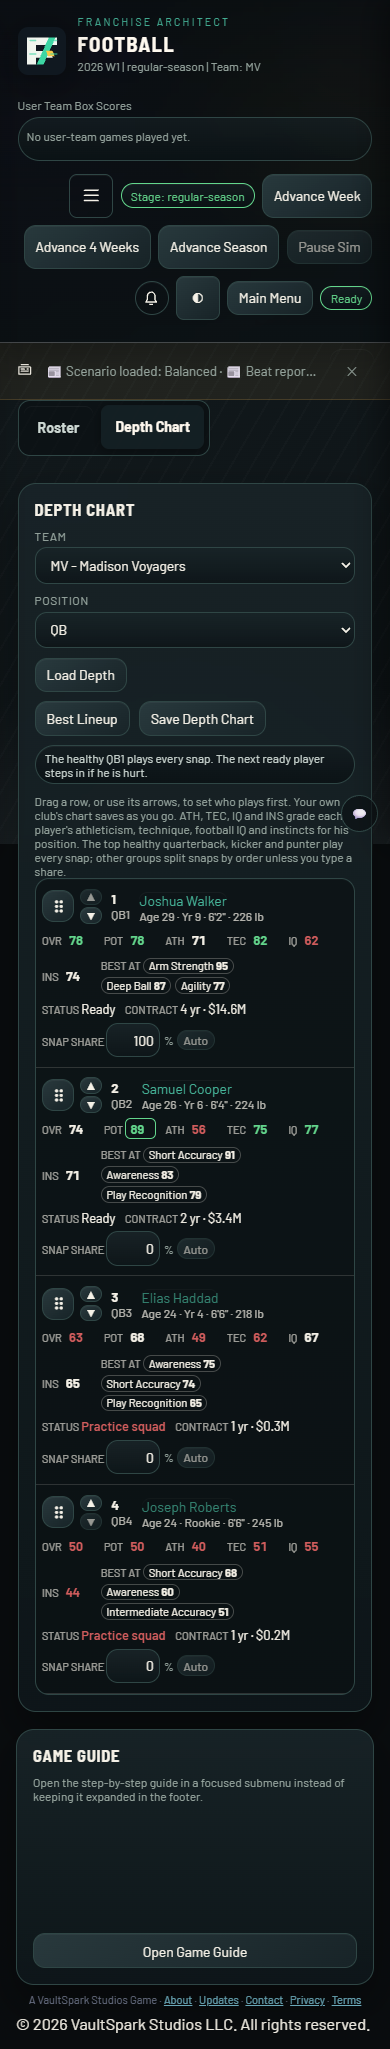 FRANCHISE ARCHITECT
FOOTBALL
2026 W1 | regular-season | Team: MV
User Team Box Scores
No user-team games played yet.
Stage: regular-season
Advance Week
Advance 4 Weeks
Advance Season
Pause Sim
Main Menu
Ready
Scenario loaded: Balanced · Beat repor...
Roster
Depth Chart
DEPTH CHART
TEAM
MV - Madison Voyagers
POSITION
QB
Load Depth
Best Lineup
Save Depth Chart
The healthy QB1 plays every snap. The next ready player
steps in if he is hurt.
Drag a row, or use its arrows, to set who plays first. Your own
club's chart saves as you go. ATH, TEC, IQ and INS grade each
player's athleticism, technique, football IQ and instincts for his
position. The top healthy quarterback, kicker and punter play
every snap; other groups split snaps by order unless you type a
share.
1 Joshua Walker
QB1 Age 29 · Yr 9 · 6'2" · 226 lb
OVR 78 POT 78 ATH 71 TEC 82 IQ 62
INS 74 BEST AT Arm Strength 95
Deep Ball 87 Agility 77
STATUS Ready CONTRACT 4 yr · $14.6M
SNAP SHARE 100 % Auto
2 Samuel Cooper
QB2 Age 26 · Yr 6 · 6'4" · 224 lb
OVR 74 POT 89 ATH 56 TEC 75 IQ 77
INS 71 BEST AT Short Accuracy 91
Awareness 83
Play Recognition 79
STATUS Ready CONTRACT 2 yr · $3.4M
SNAP SHARE 0 % Auto
3 Elias Haddad
QB3 Age 24 · Yr 4 · 6'6" · 218 lb
OVR 63 POT 68 ATH 49 TEC 62 IQ 67
INS 65 BEST AT Awareness 75
Short Accuracy 74
Play Recognition 65
STATUS Practice squad CONTRACT 1 yr · $0.3M
SNAP SHARE 0 % Auto
4 Joseph Roberts
QB4 Age 24 · Rookie · 6'6" · 245 lb
OVR 50 POT 50 ATH 40 TEC 51 IQ 55
INS 44 BEST AT Short Accuracy 68
Awareness 60
Intermediate Accuracy 51
STATUS Practice squad CONTRACT 1 yr · $0.2M
SNAP SHARE 0 % Auto
GAME GUIDE
Open the step-by-step guide in a focused submenu instead of
keeping it expanded in the footer.
Open Game Guide
A VaultSpark Studios Game · About · Updates · Contact · Privacy · Terms
© 2026 VaultSpark Studios LLC. All rights reserved.